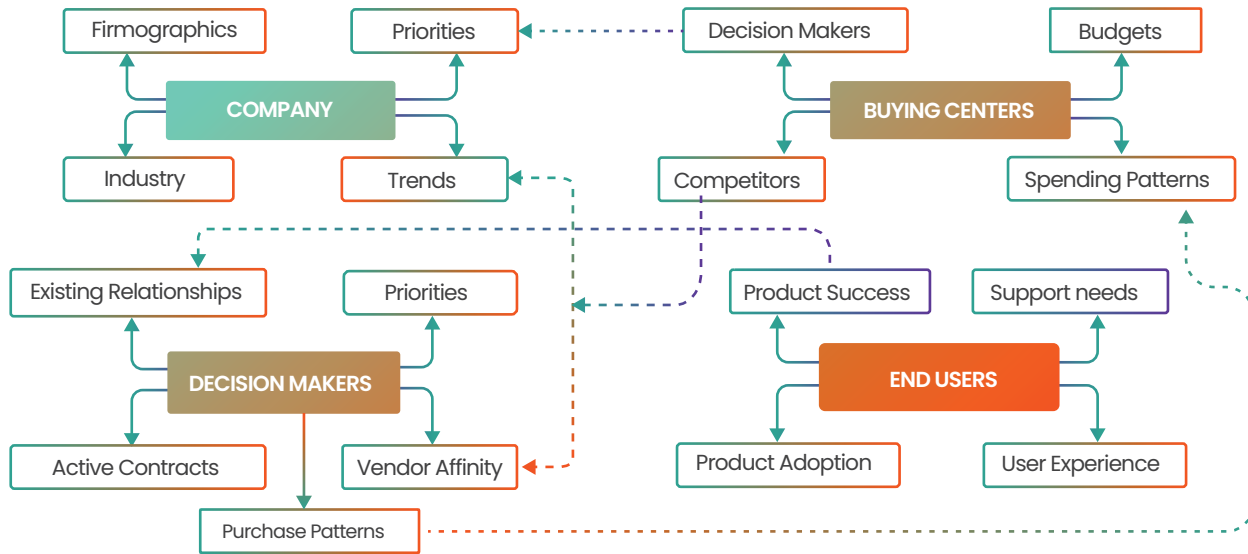 Firmographics
Priorities
Decision Makers
Budgets
COMPANY
BUYING CENTERS
Industry
Trends
Competitors
Spending Patterns
Existing Relationships
Priorities
Product Success
Support needs
DECISION MAKERS
END USERS
Active Contracts
Vendor Affinity
Product Adoption
User Experience
Purchase Patterns